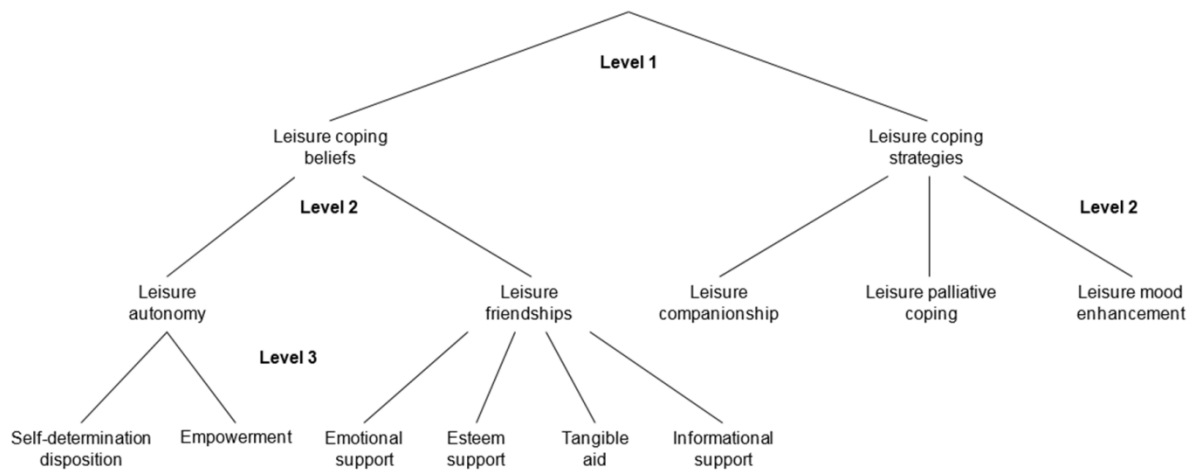 Level 1
Leisure coping
beliefs
Leisure coping
strategies
Level 2
Level 2
Leisure
autonomy
Leisure
friendships
Leisure
companionship
Leisure palliative
coping
Leisure mood
enhancement
Level 3
Self-determination
disposition
Empowerment
Emotional
support
Esteem
support
Tangible
aid
Informational
support